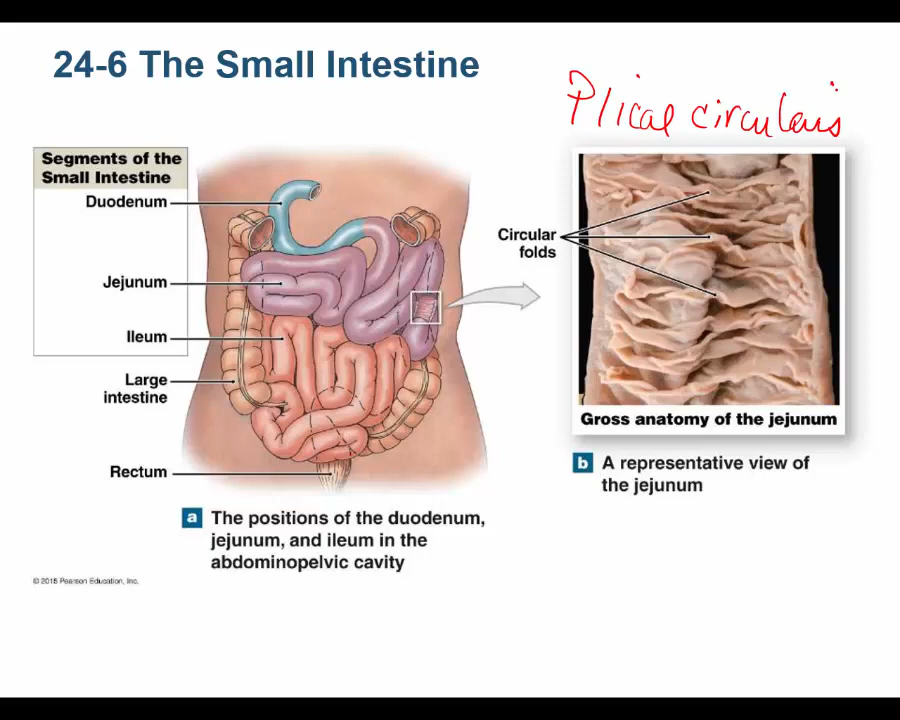 24-6 The Small Intestine
Plicae circularis
Segments of the
Small Intestine
Duodenum
Jejunum
Ileum
Large
intestine
Rectum
Circular
folds
Gross anatomy of the jejunum
a The positions of the duodenum,
jejunum, and ileum in the
abdominopelvic cavity
b A representative view of
the jejunum
© 2018 Pearson Education, Inc.